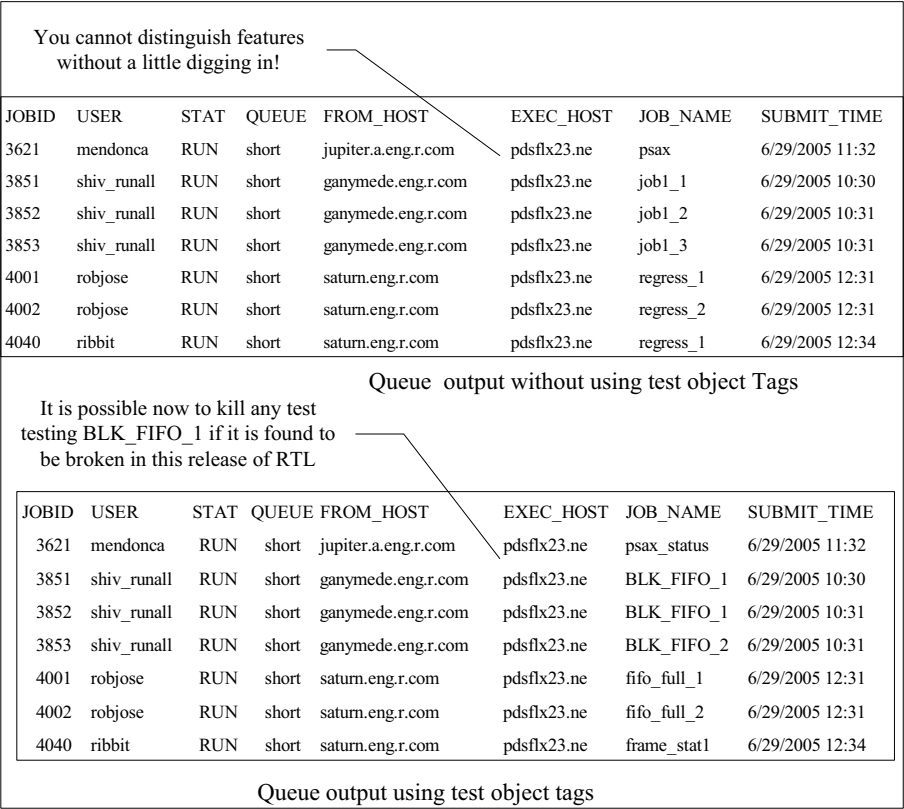 You cannot distinguish features
without a little digging in!
JOBID USER STAT QUEUE FROM_HOST EXEC_HOST JOB_NAME SUBMIT_TIME
3621 mendonca RUN short jupiter.a.eng.r.com pdsflx23.ne psax 6/29/2005 11:32
3851 shiv_runall RUN short ganymede.eng.r.com pdsflx23.ne job1_1 6/29/2005 10:30
3852 shiv_runall RUN short ganymede.eng.r.com pdsflx23.ne job1_2 6/29/2005 10:31
3853 shiv_runall RUN short ganymede.eng.r.com pdsflx23.ne job1_3 6/29/2005 10:31
4001 robjose RUN short saturn.eng.r.com pdsflx23.ne regress_1 6/29/2005 12:31
4002 robjose RUN short saturn.eng.r.com pdsflx23.ne regress_2 6/29/2005 12:31
4040 ribbit RUN short saturn.eng.r.com pdsflx23.ne regress_1 6/29/2005 12:34
Queue output without using test object Tags
It is possible now to kill any test
testing BLK_FIFO_1 if it is found to
be broken in this release of RTL
JOBID USER STAT QUEUE FROM_HOST EXEC_HOST JOB_NAME SUBMIT_TIME
3621 mendonca RUN short jupiter.a.eng.r.com pdsflx23.ne psax_status 6/29/2005 11:32
3851 shiv_runall RUN short ganymede.eng.r.com pdsflx23.ne BLK_FIFO_1 6/29/2005 10:30
3852 shiv_runall RUN short ganymede.eng.r.com pdsflx23.ne BLK_FIFO_1 6/29/2005 10:31
3853 shiv_runall RUN short ganymede.eng.r.com pdsflx23.ne BLK_FIFO_2 6/29/2005 10:31
4001 robjose RUN short saturn.eng.r.com pdsflx23.ne fifo_full_1 6/29/2005 12:31
4002 robjose RUN short saturn.eng.r.com pdsflx23.ne fifo_full_2 6/29/2005 12:31
4040 ribbit RUN short saturn.eng.r.com pdsflx23.ne frame_stat1 6/29/2005 12:34
Queue output using test object tags